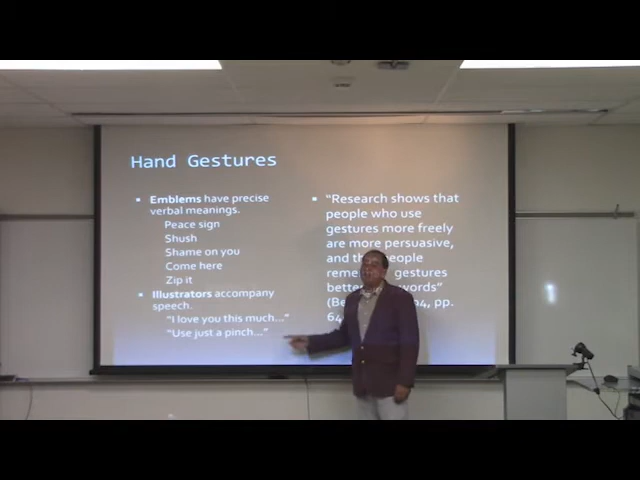 Hand Gestures
Emblems have precise
verbal meanings.
Peace sign
Shush
Shame on you
Come here
Zip it
Illustrators accompany
speech.
"I love you this much..."
"Use just a pinch..."
"Research shows that
people who use
gestures more freely
are more persuasive,
and people
gestures
words"
pp.